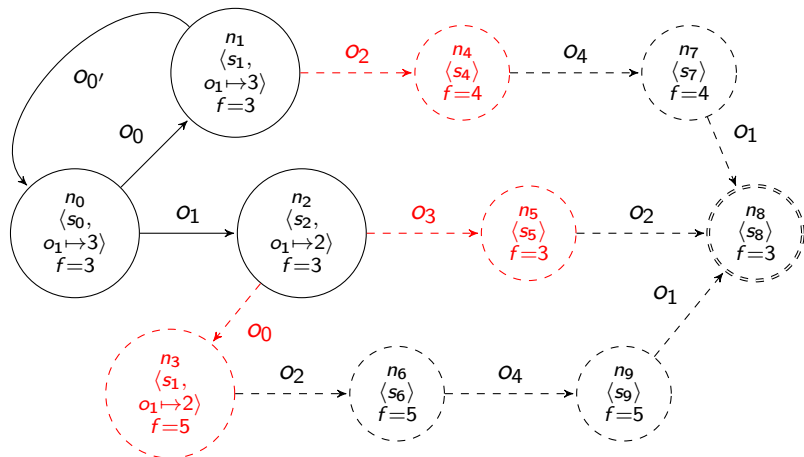 n₁
⟨s₁,
o₁↦3⟩
f=3
o₂
n₄
⟨s₄⟩
f=4
o₄
n₇
⟨s₇⟩
f=4
o₀′
o₀
o₁
n₀
⟨s₀,
o₁↦3⟩
f=3
o₁
n₂
⟨s₂,
o₁↦2⟩
f=3
o₃
n₅
⟨s₅⟩
f=3
o₂
n₈
⟨s₈⟩
f=3
o₀
o₁
n₃
⟨s₁,
o₁↦2⟩
f=5
o₂
n₆
⟨s₆⟩
f=5
o₄
n₉
⟨s₉⟩
f=5